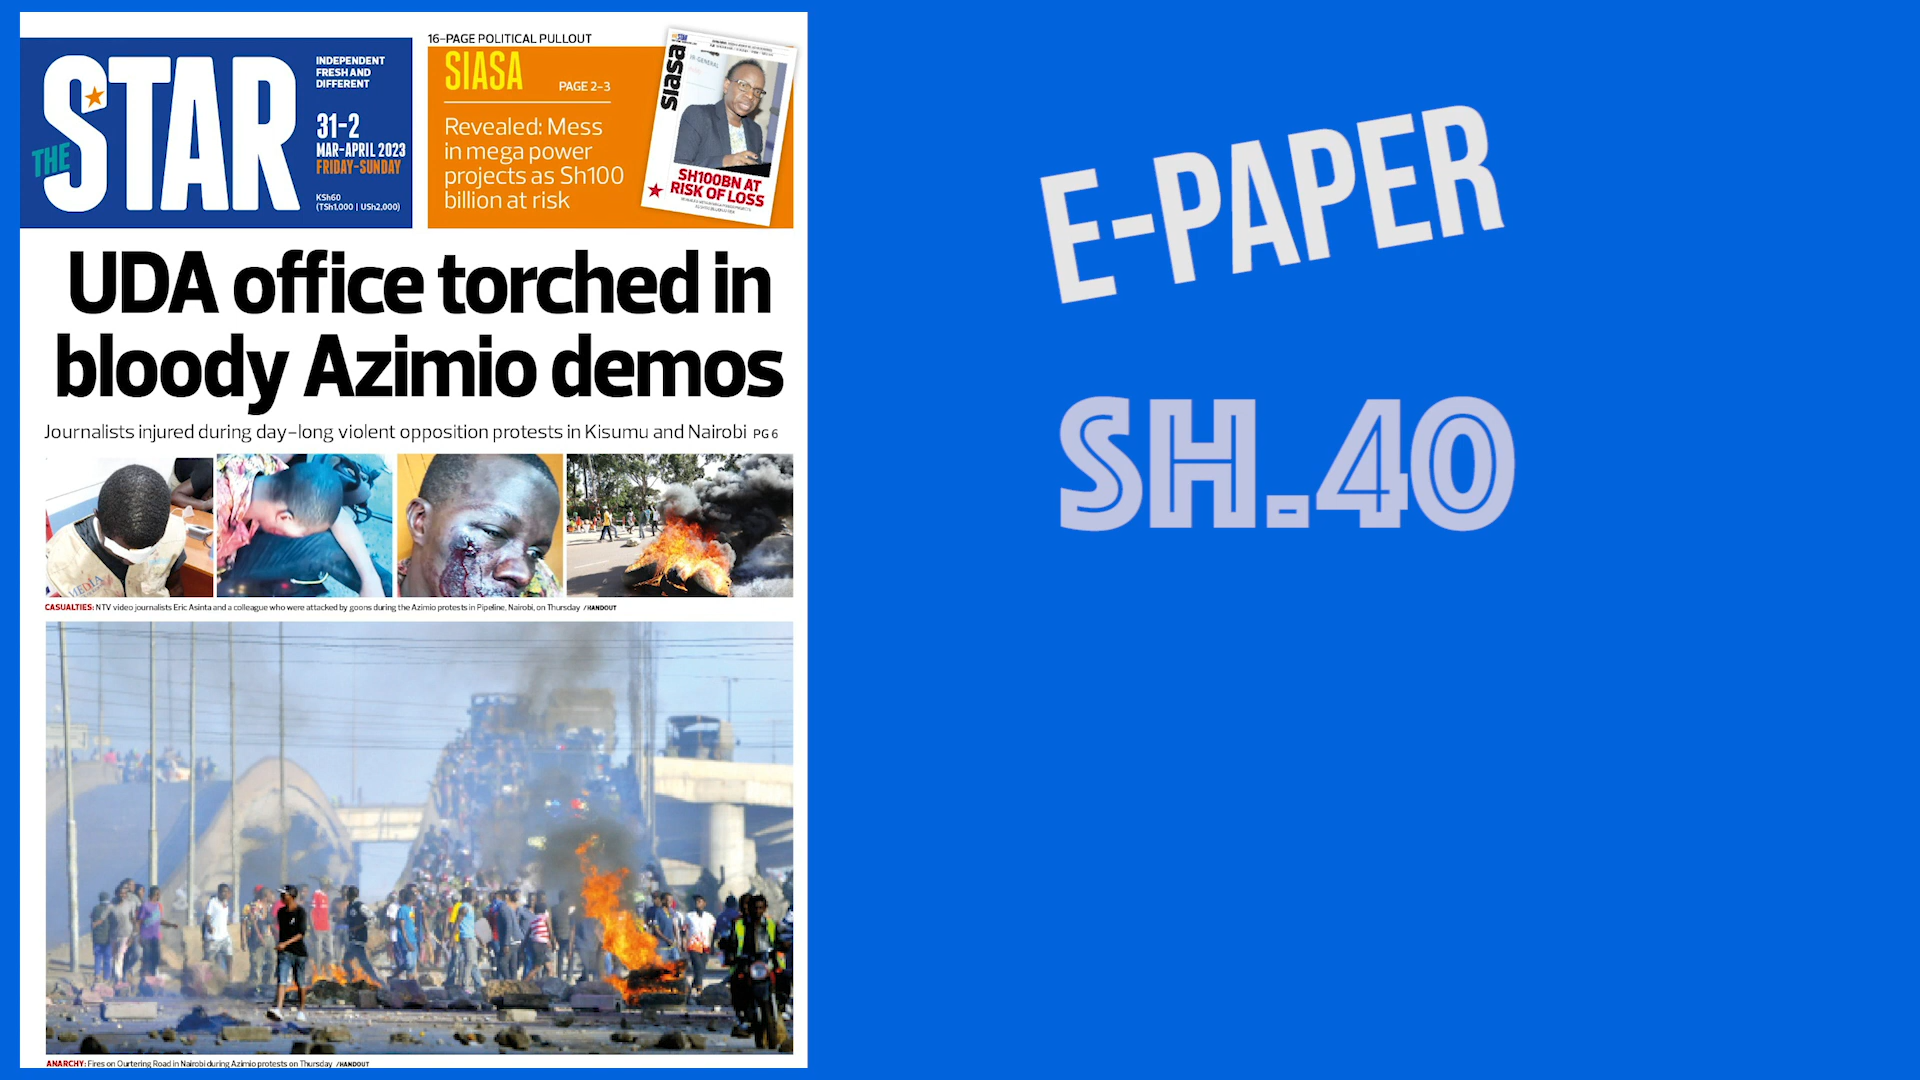 THE STAR
INDEPENDENT
FRESH AND
DIFFERENT
31-2
MAR-APRIL 2023
FRIDAY-SUNDAY
KSh60
(TSh1,000 | USh2,000)
16-PAGE POLITICAL PULLOUT
SIASA
PAGE 2-3
Revealed: Mess
in mega power
projects as Sh100
billion at risk
siasa
SH100BN AT
RISK OF LOSS
UDA office torched in
bloody Azimio demos
Journalists injured during day-long violent opposition protests in Kisumu and Nairobi PG 6
MEDIA
CASUALTIES: NTV video journalists Eric Asinta and a colleague who were attacked by goons during the Azimio protests in Pipeline, Nairobi, on Thursday /HANDOUT
ANARCHY: Fires on Ourtering Road in Nairobi during Azimio protests on Thursday /HANDOUT
E-PAPER
SH.40